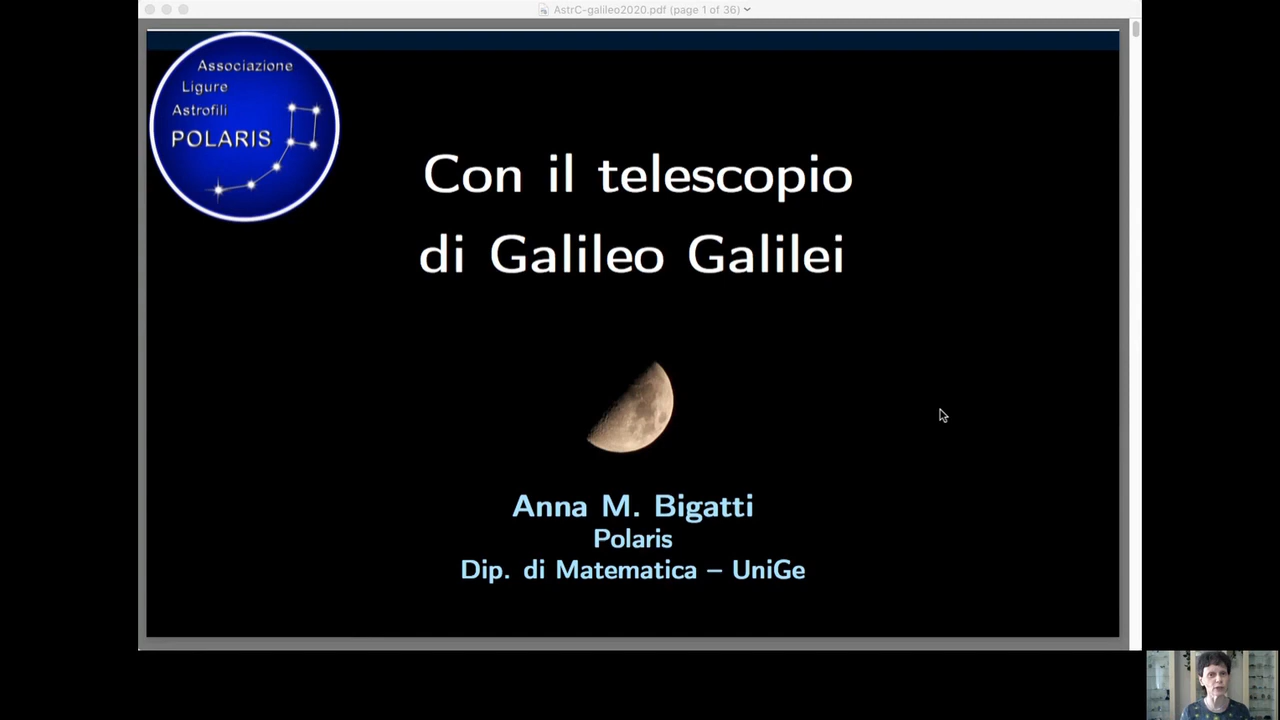 AstrC-galileo2020.pdf (page 1 of 36)
Associazione
Ligure
Astrofili
POLARIS
Con il telescopio
di Galileo Galilei
Anna M. Bigatti
Polaris
Dip. di Matematica – UniGe